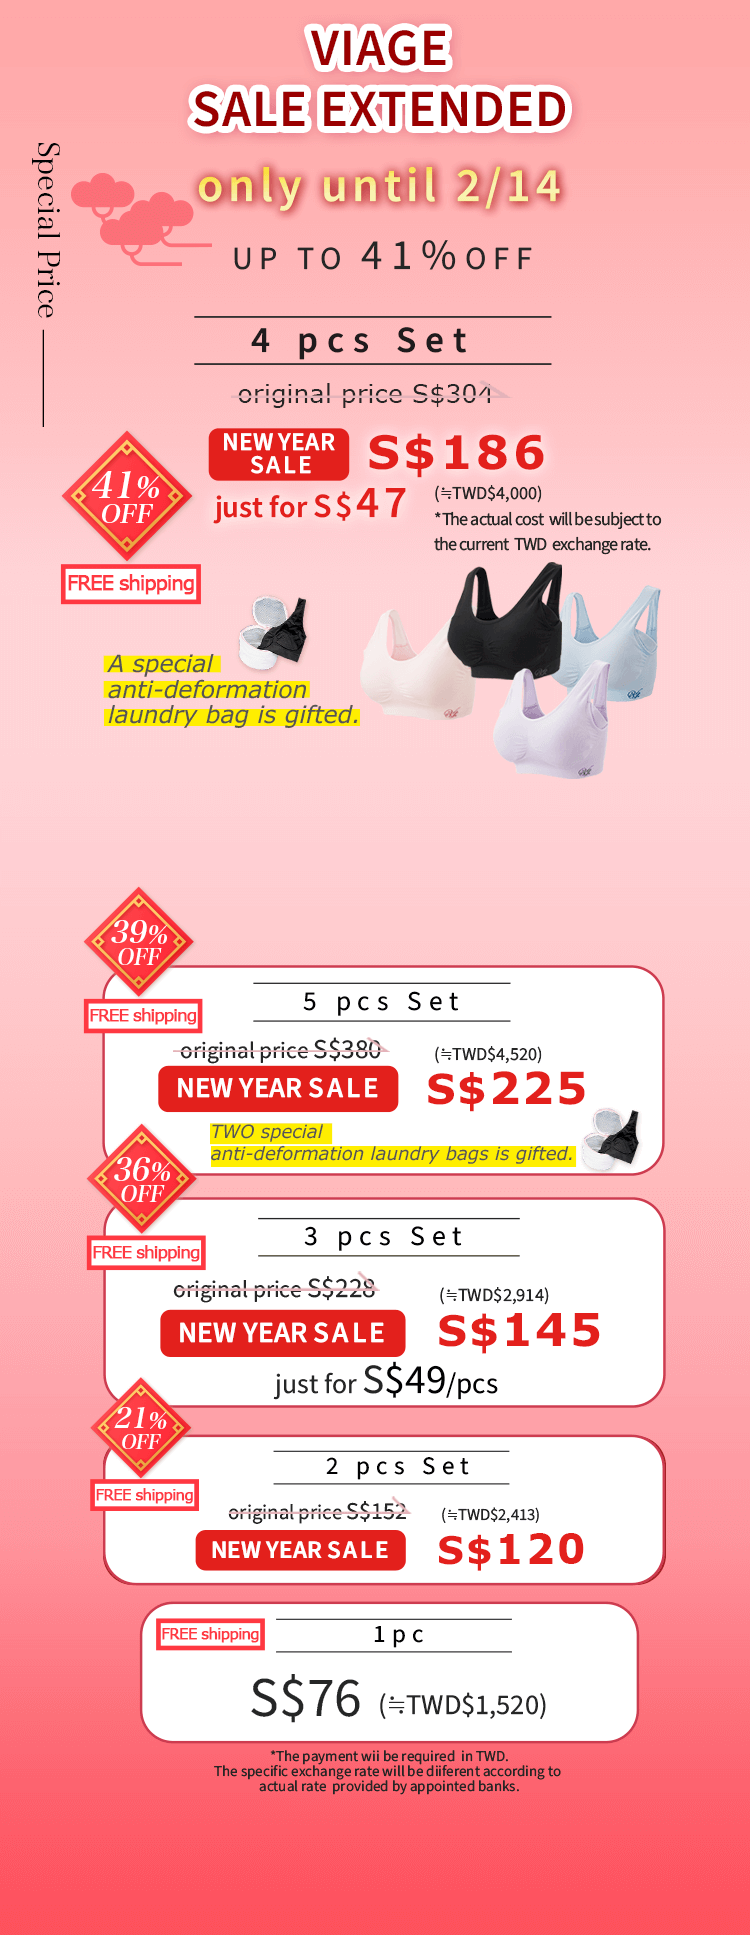 VIAGE
SALE EXTENDED
only until 2/14
Special Price
UP TO 41%OFF
4 pcs Set
original price S$304
NEW YEAR
SALE
S$186
41%
OFF
just for S$47
(≒TWD$4,000)
*The actual cost will be subject to
the current TWD exchange rate.
FREE shipping
A special
anti-deformation
laundry bag is gifted.
39%
OFF
FREE shipping
5 pcs Set
original price S$380
(≒TWD$4,520)
NEW YEAR SALE
S$225
TWO special
anti-deformation laundry bags is gifted.
36%
OFF
FREE shipping
3 pcs Set
original price S$228
(≒TWD$2,914)
NEW YEAR SALE
S$145
just for S$49/pcs
21%
OFF
FREE shipping
2 pcs Set
original price S$152
(≒TWD$2,413)
NEW YEAR SALE
S$120
FREE shipping
1pc
S$76 (≒TWD$1,520)
*The payment wii be required in TWD.
The specific exchange rate will be diiferent according to
actual rate provided by appointed banks.